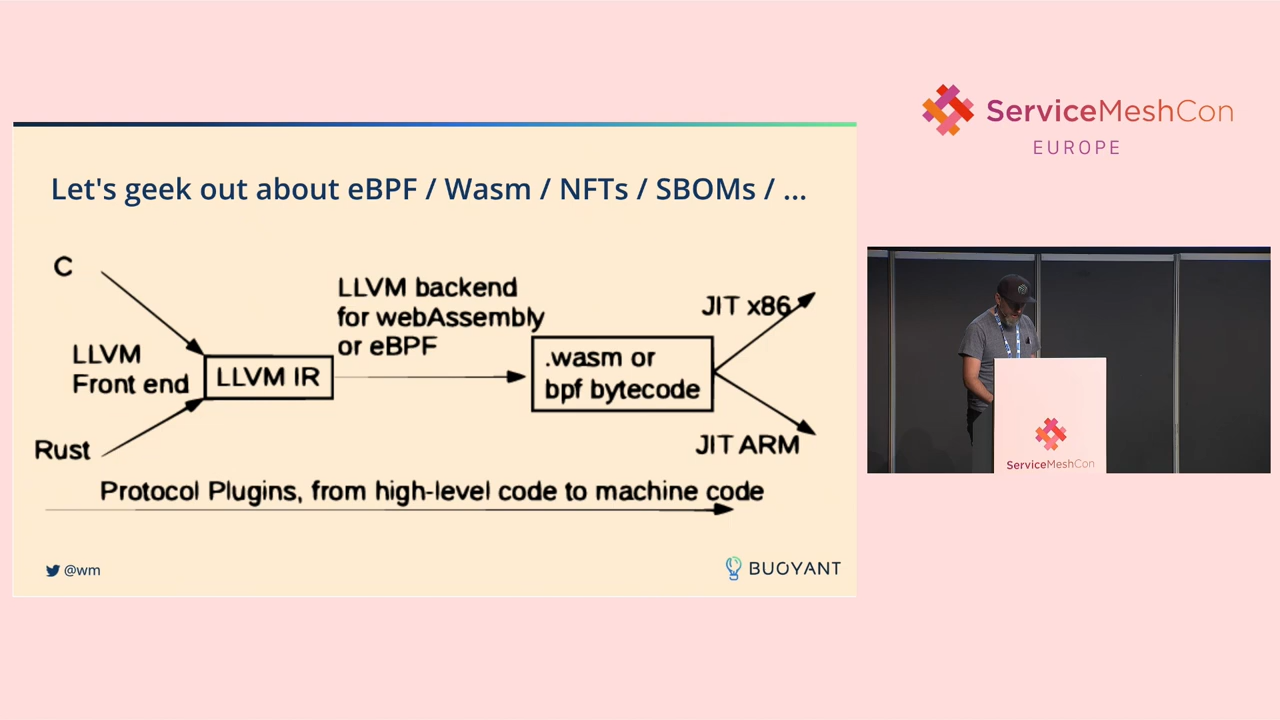 Let's geek out about eBPF / Wasm / NFTs / SBOMs / ...
C
LLVM
Front end
Rust
LLVM IR
LLVM backend
for webAssembly
or eBPF
.wasm or
bpf bytecode
JIT x86
JIT ARM
Protocol Plugins, from high-level code to machine code
@wm
BUOYANT
ServiceMeshCon
EUROPE
ServiceMeshCon